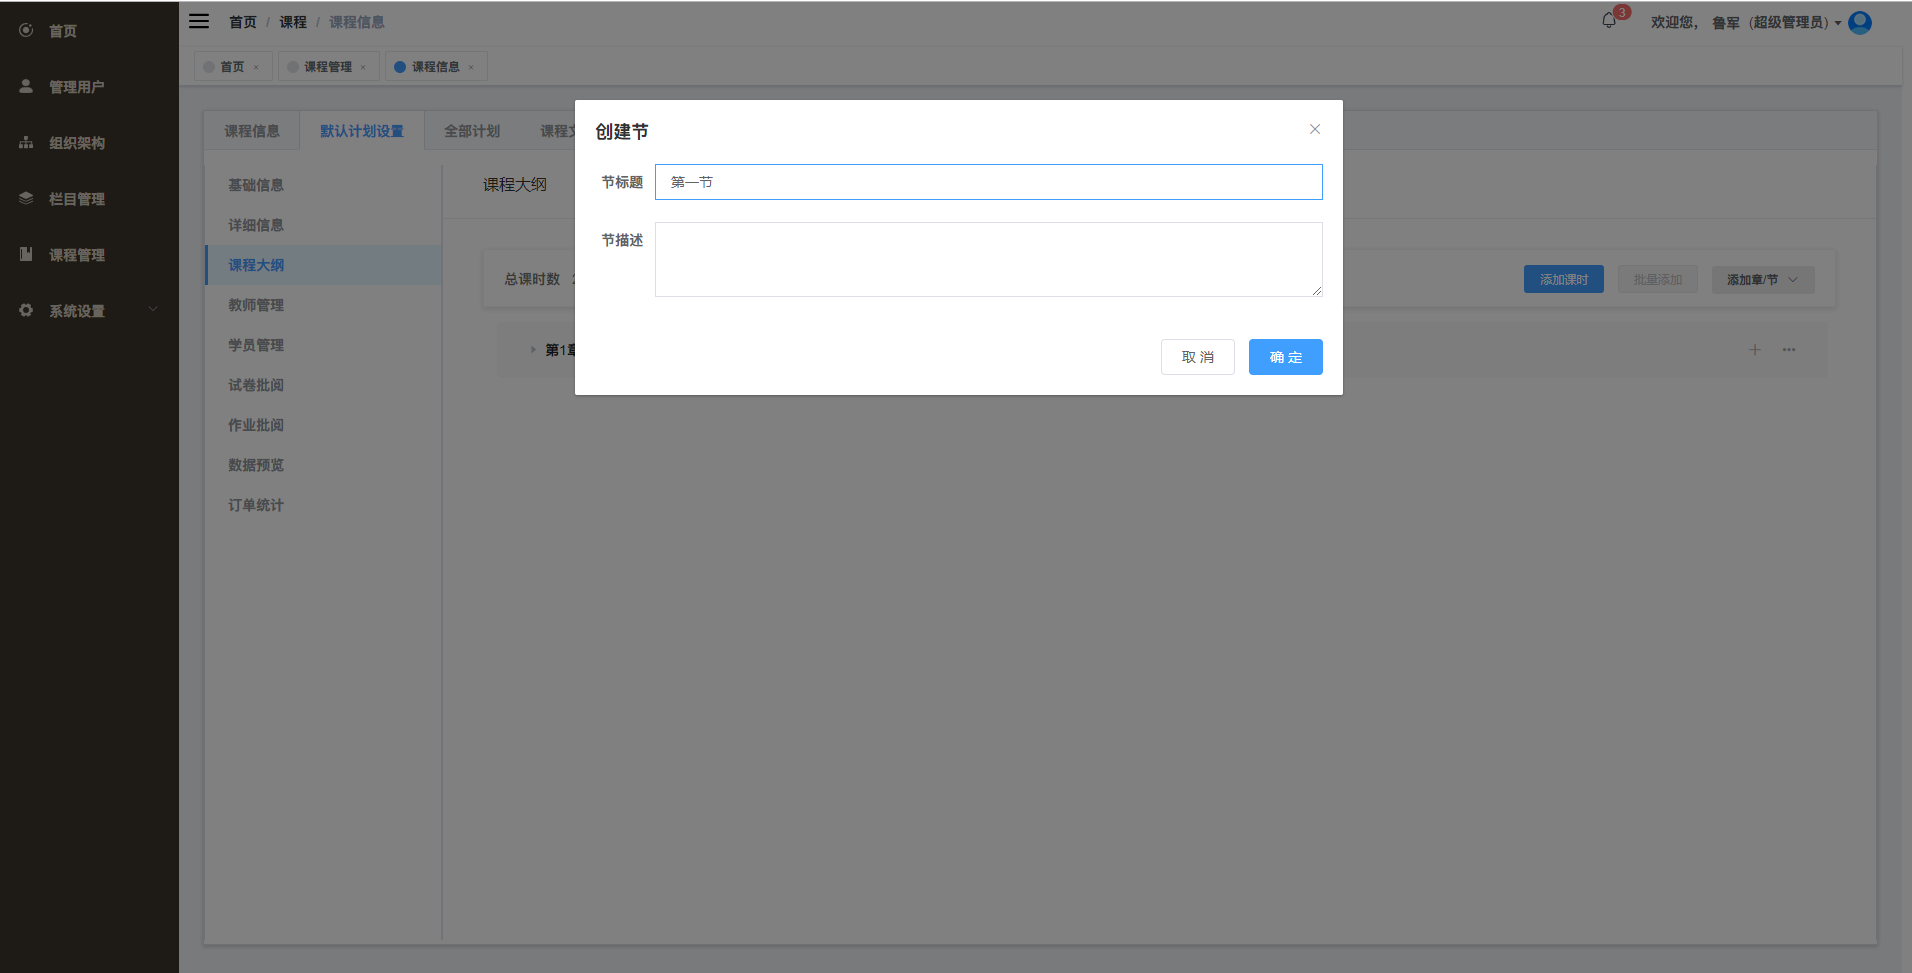 首页
管理用户
组织架构
栏目管理
课程管理
系统设置
首页 / 课程 / 课程信息
3
欢迎您， 鲁军 （超级管理员）
首页 ×
课程管理 ×
课程信息 ×
课程信息
默认计划设置
全部计划
课程
基础信息
详细信息
课程大纲
教师管理
学员管理
试卷批阅
作业批阅
数据预览
订单统计
课程大纲
总课时数
添加课时
批量添加
添加章/节
第1章
创建节
节标题
第一节
节描述
取 消
确 定